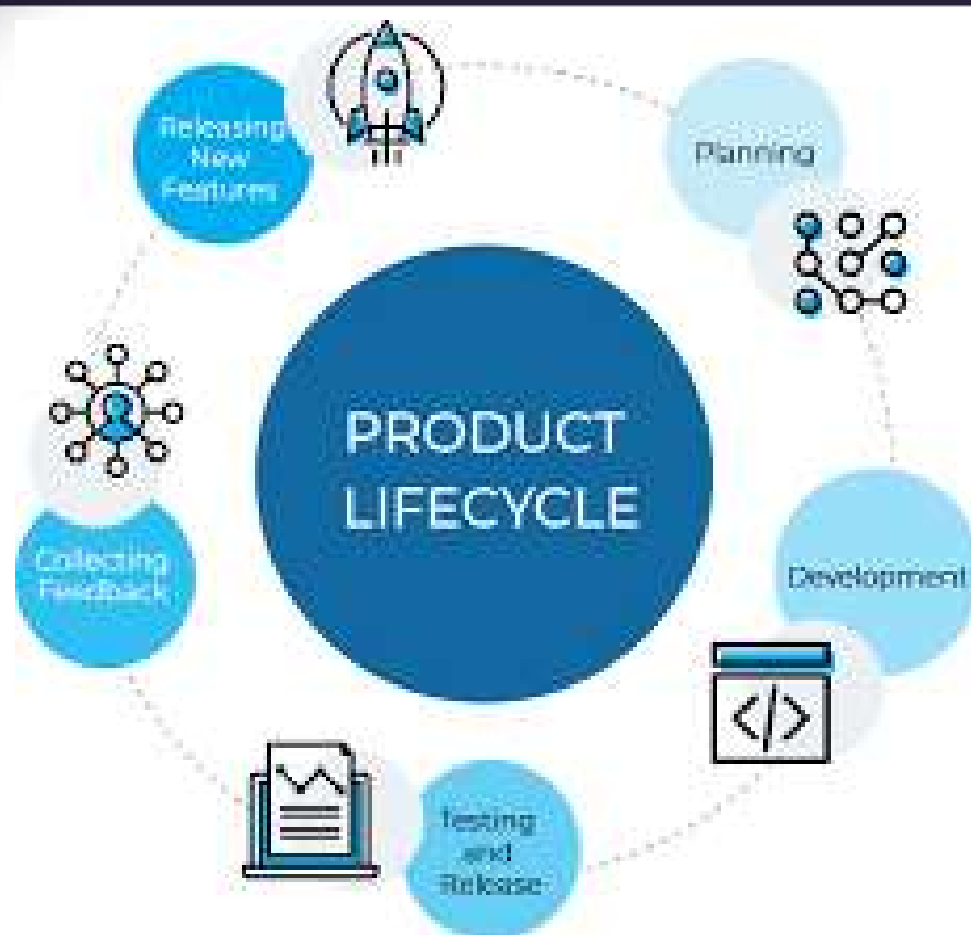 PRODUCT
LIFECYCLE
Planning
Development
Testing
and
Release
Collecting
Feedback
Releasing
New
Features